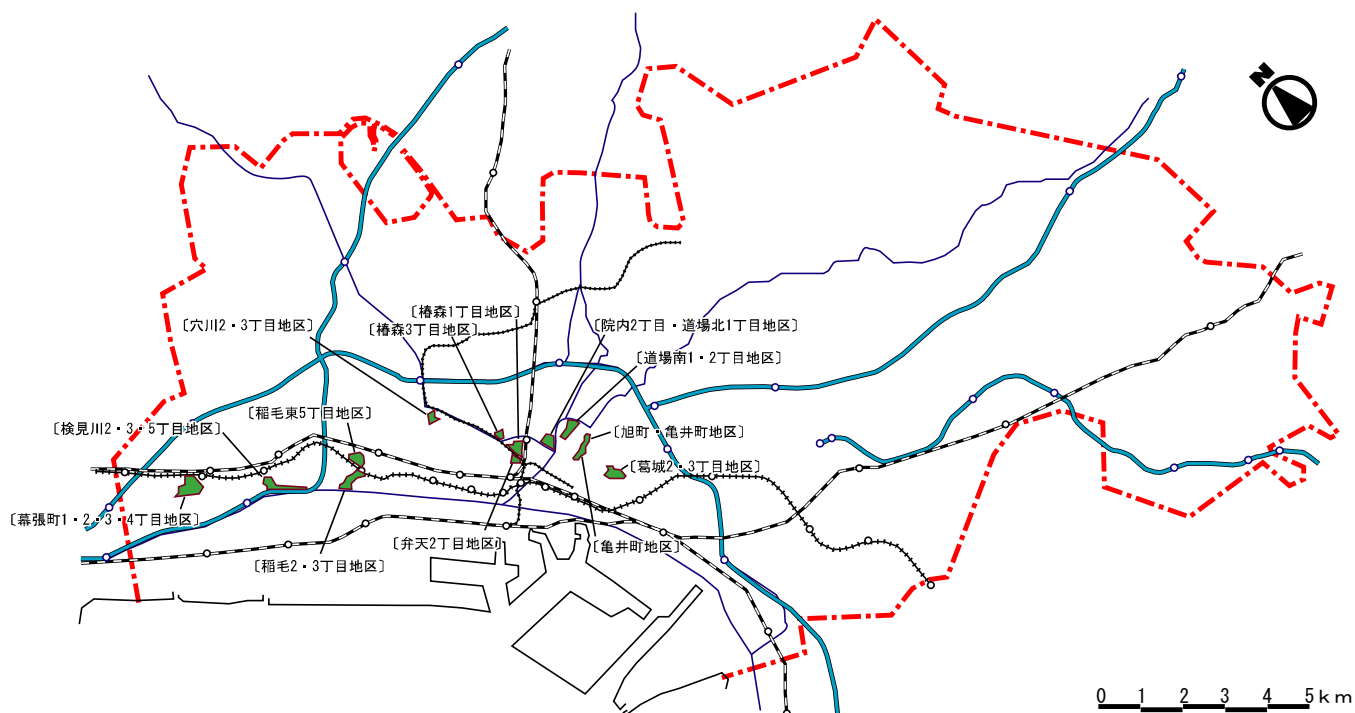 N
〔椿森1丁目地区〕
〔穴川2・3丁目地区〕
〔椿森3丁目地区〕
〔院内2丁目・道場北1丁目地区〕
〔道場南1・2丁目地区〕
〔稲毛東5丁目地区〕
〔検見川2・3・5丁目地区〕
〔旭町・亀井町地区〕
〔葛城2・3丁目地区〕
〔幕張町1・2・3・4丁目地区〕
〔弁天2丁目地区〕
〔亀井町地区〕
〔稲毛2・3丁目地区〕
0 1 2 3 4 5km